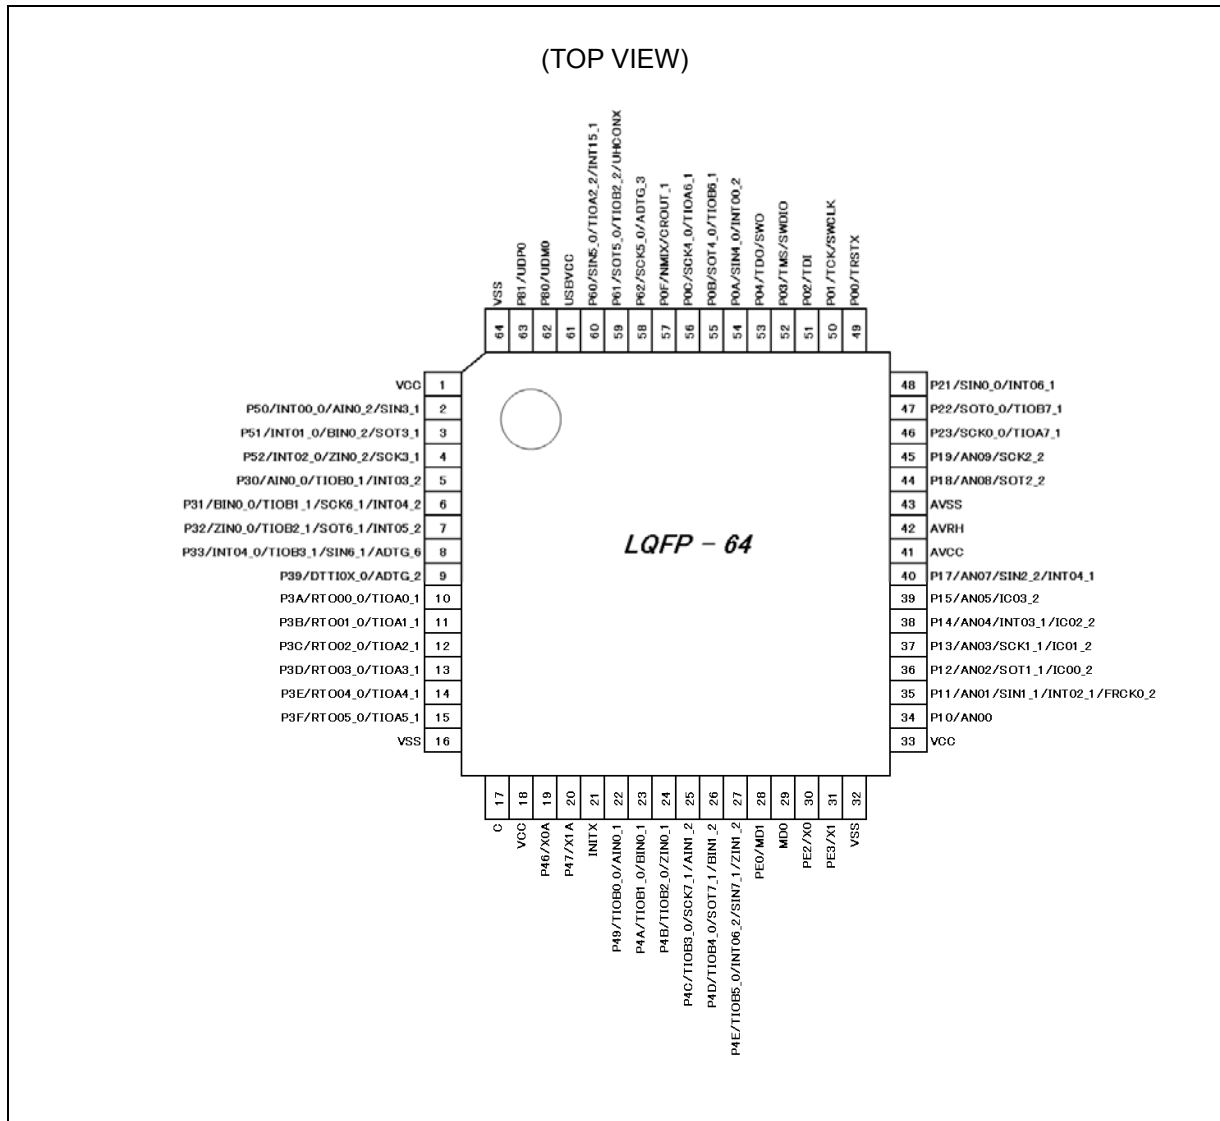 (TOP VIEW)
VSS
P81/UDP0
P80/UDM0
USBVCC
P60/SIN5_0/TIOA2_2/INT15_1
P61/SOT5_0/TIOB2_2/UHCONX
P62/SCK5_0/ADTG_3
P0F/NMIX/CROUT_1
P0C/SCK4_0/TIOA6_1
P0B/SOT4_0/TIOB6_1
P0A/SIN4_0/INT00_2
P04/TDO/SWO
P03/TMS/SWDIO
P02/TDI
P01/TCK/SWCLK
P00/TRSTX
64
63
62
61
60
59
58
57
56
55
54
53
52
51
50
49
VCC 1
P50/INT00_0/AIN0_2/SIN3_1 2
P51/INT01_0/BIN0_2/SOT3_1 3
P52/INT02_0/ZIN0_2/SCK3_1 4
P30/AIN0_0/TIOB0_1/INT03_2 5
P31/BIN0_0/TIOB1_1/SCK6_1/INT04_2 6
P32/ZIN0_0/TIOB2_1/SOT6_1/INT05_2 7
P33/INT04_0/TIOB3_1/SIN6_1/ADTG_6 8
P39/DTTI0X_0/ADTG_2 9
P3A/RTO00_0/TIOA0_1 10
P3B/RTO01_0/TIOA1_1 11
P3C/RTO02_0/TIOA2_1 12
P3D/RTO03_0/TIOA3_1 13
P3E/RTO04_0/TIOA4_1 14
P3F/RTO05_0/TIOA5_1 15
VSS 16
LQFP - 64
48 P21/SIN0_0/INT06_1
47 P22/SOT0_0/TIOB7_1
46 P23/SCK0_0/TIOA7_1
45 P19/AN09/SCK2_2
44 P18/AN08/SOT2_2
43 AVSS
42 AVRH
41 AVCC
40 P17/AN07/SIN2_2/INT04_1
39 P15/AN05/IC03_2
38 P14/AN04/INT03_1/IC02_2
37 P13/AN03/SCK1_1/IC01_2
36 P12/AN02/SOT1_1/IC00_2
35 P11/AN01/SIN1_1/INT02_1/FRCK0_2
34 P10/AN00
33 VCC
17
18
19
20
21
22
23
24
25
26
27
28
29
30
31
32
C
VCC
P46/X0A
P47/X1A
INITX
P49/TIOB0_0/AIN0_1
P4A/TIOB1_0/BIN0_1
P4B/TIOB2_0/ZIN0_1
P4C/TIOB3_0/SCK7_1/AIN1_2
P4D/TIOB4_0/SOT7_1/BIN1_2
P4E/TIOB5_0/INT06_2/SIN7_1/ZIN1_2
PE0/MD1
MD0
PE2/X0
PE3/X1
VSS